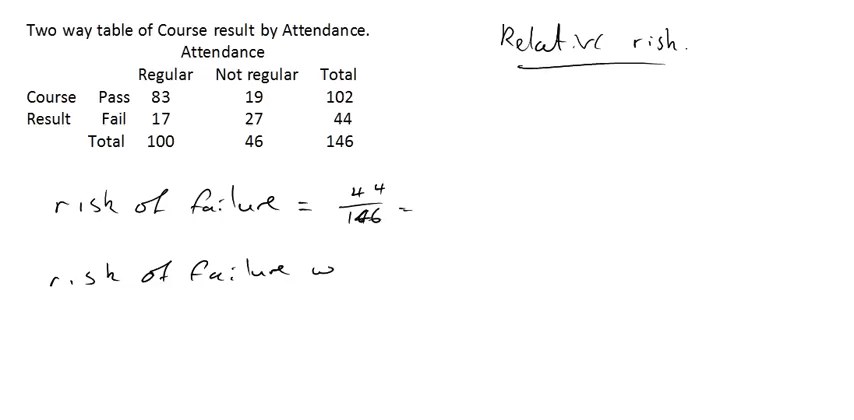 Two way table of Course result by Attendance.
Relative risk.
Attendance
Regular Not regular Total
Course Pass 83 19 102
Result Fail 17 27 44
Total 100 46 146
risk of failure = 44/146 =
risk of failure w